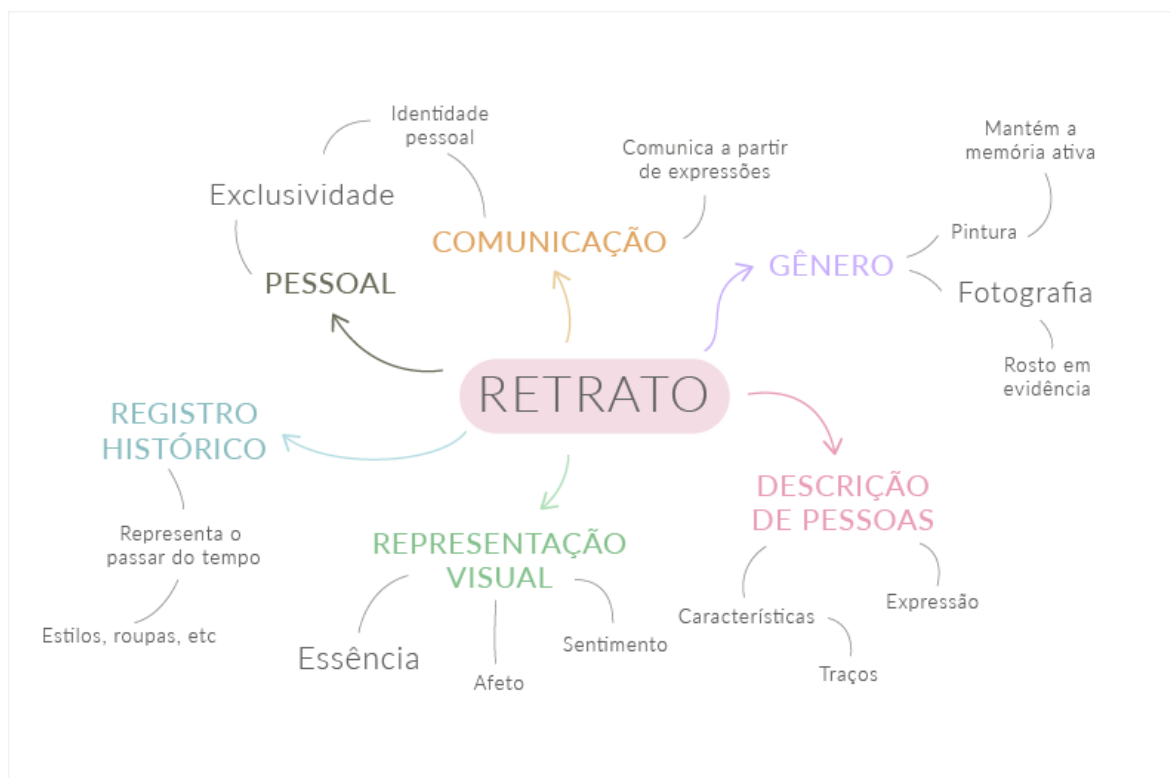 Identidade
pessoal
Exclusividade
PESSOAL
COMUNICAÇÃO
Comunica a partir
de expressões
GÊNERO
Pintura
Mantém a
memória ativa
Fotografia
Rosto em
evidência
RETRATO
REGISTRO
HISTÓRICO
Representa o
passar do tempo
Estilos, roupas, etc
REPRESENTAÇÃO
VISUAL
Essência
Afeto
Sentimento
DESCRIÇÃO
DE PESSOAS
Características
Traços
Expressão